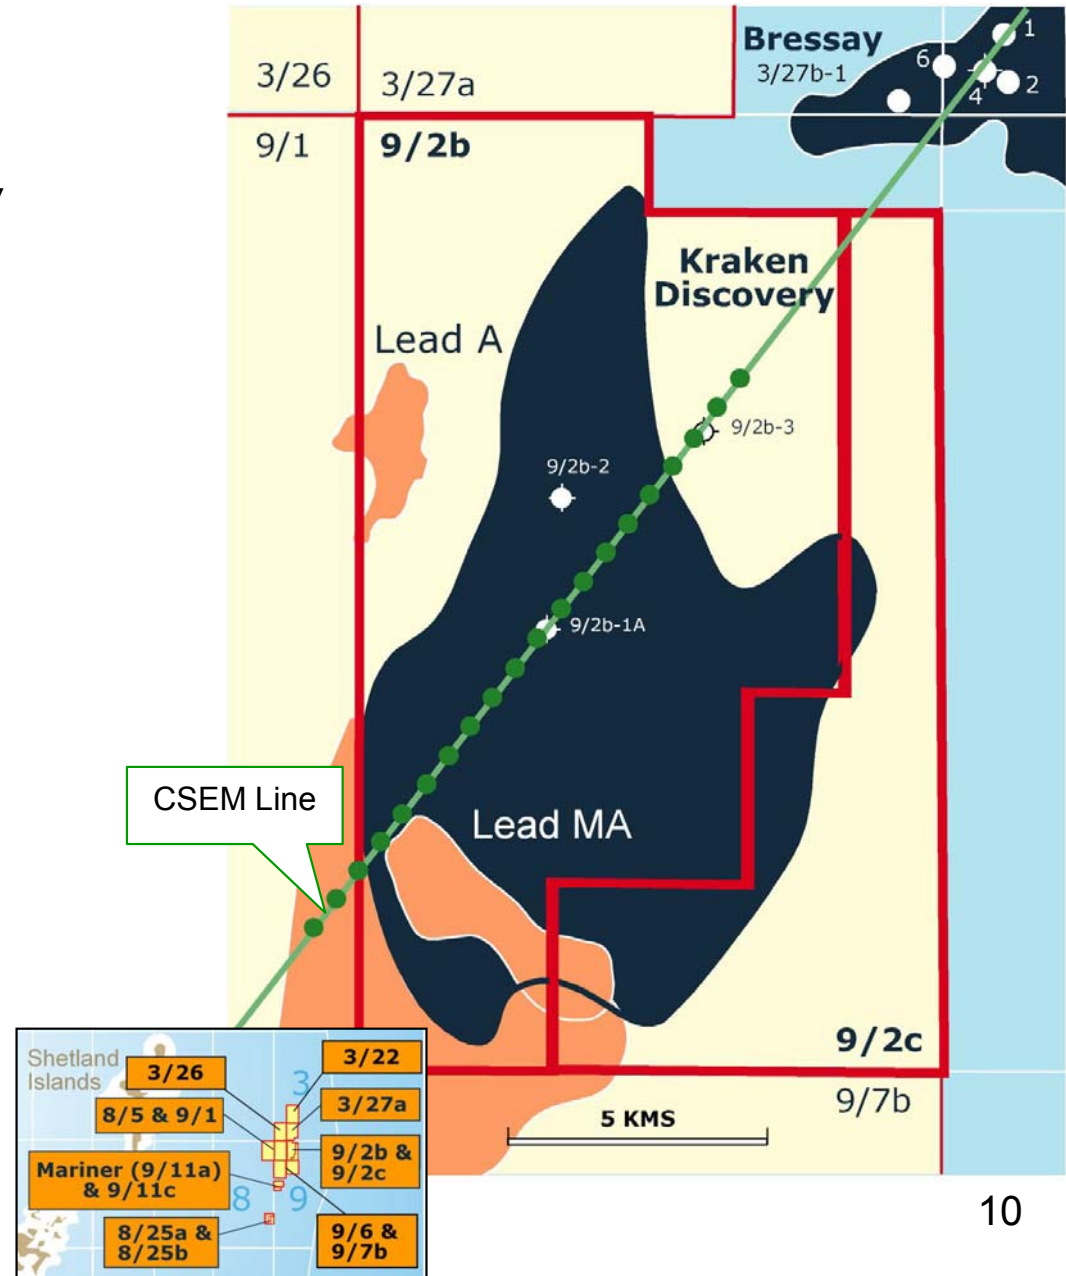 Bressay
3/27b-1
1
6
4
2
3/26
3/27a
9/1
9/2b
Kraken
Discovery
Lead A
9/2b-3
9/2b-2
9/2b-1A
CSEM Line
Lead MA
9/2c
9/7b
5 KMS
Shetland
Islands
3/26
3/22
3
8/5 & 9/1
3/27a
9/2b &
9/2c
Mariner (9/11a)
& 9/11c
8
9
8/25a &
8/25b
9/6 &
9/7b
10